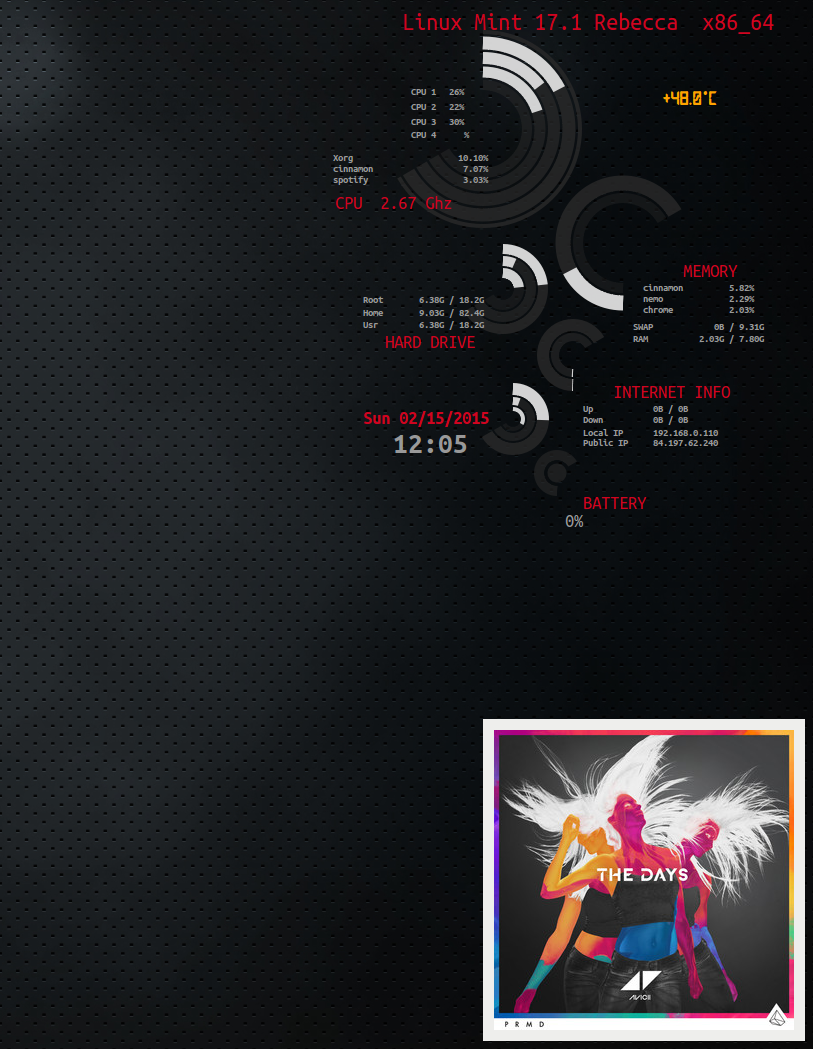 Linux Mint 17.1 Rebecca x86_64
+48.0°C
CPU 1 26%
CPU 2 22%
CPU 3 30%
CPU 4 %
Xorg 10.10%
cinnamon 7.07%
spotify 3.03%
CPU 2.67 Ghz
MEMORY
cinnamon 5.82%
nemo 2.29%
chrome 2.03%
SWAP 0B / 9.31G
RAM 2.03G / 7.80G
Root 6.38G / 18.2G
Home 9.03G / 82.4G
Usr 6.38G / 18.2G
HARD DRIVE
INTERNET INFO
Up 0B / 0B
Down 0B / 0B
Local IP 192.168.0.110
Public IP 84.197.62.240
Sun 02/15/2015
12:05
BATTERY
0%
THE DAYS
AVICII
PRMD